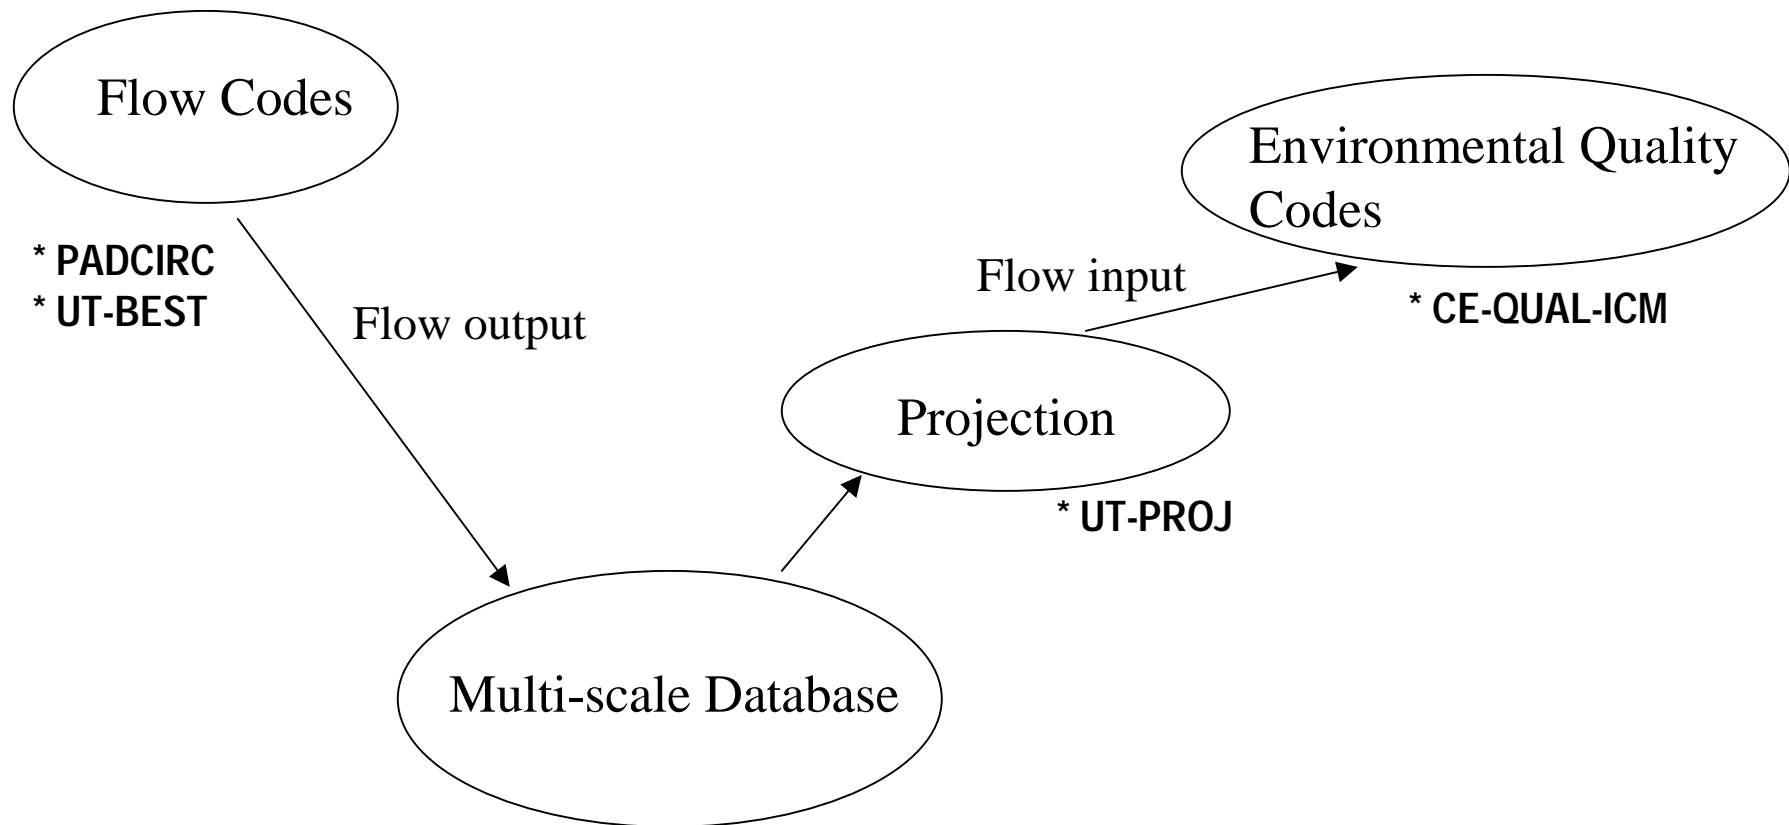 Flow Codes
* PADCIRC
* UT-BEST
Flow output
Multi-scale Database
Projection
* UT-PROJ
Flow input
Environmental Quality
Codes
* CE-QUAL-ICM